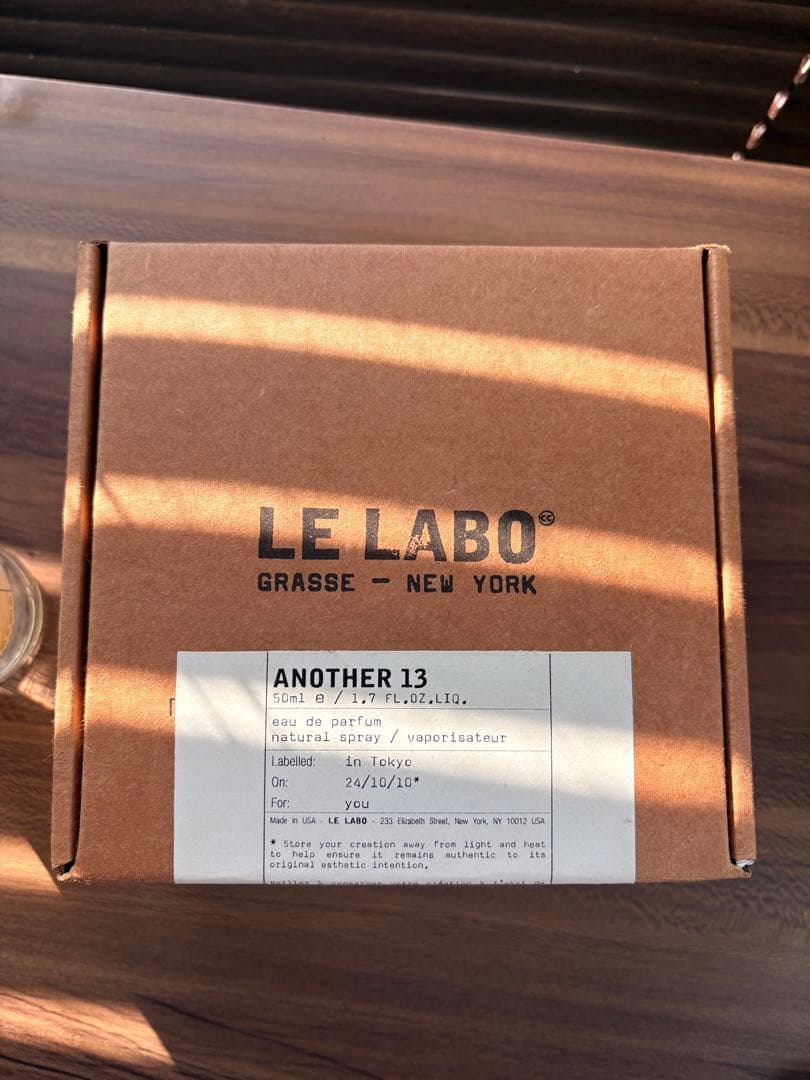 LE LABO
GRASSE — NEW YORK
ANOTHER 13
50ml e / 1.7 FL.OZ.LIQ.
eau de parfum
natural spray / vaporisateur
Labelled: in Tokyo
On: 24/10/10*
For: you
Made in USA - LE LABO - 233 Elizabeth Street, New York, NY 10012 USA
* Store your creation away from light and heat
to help ensure it remains authentic to its
original esthetic intention.